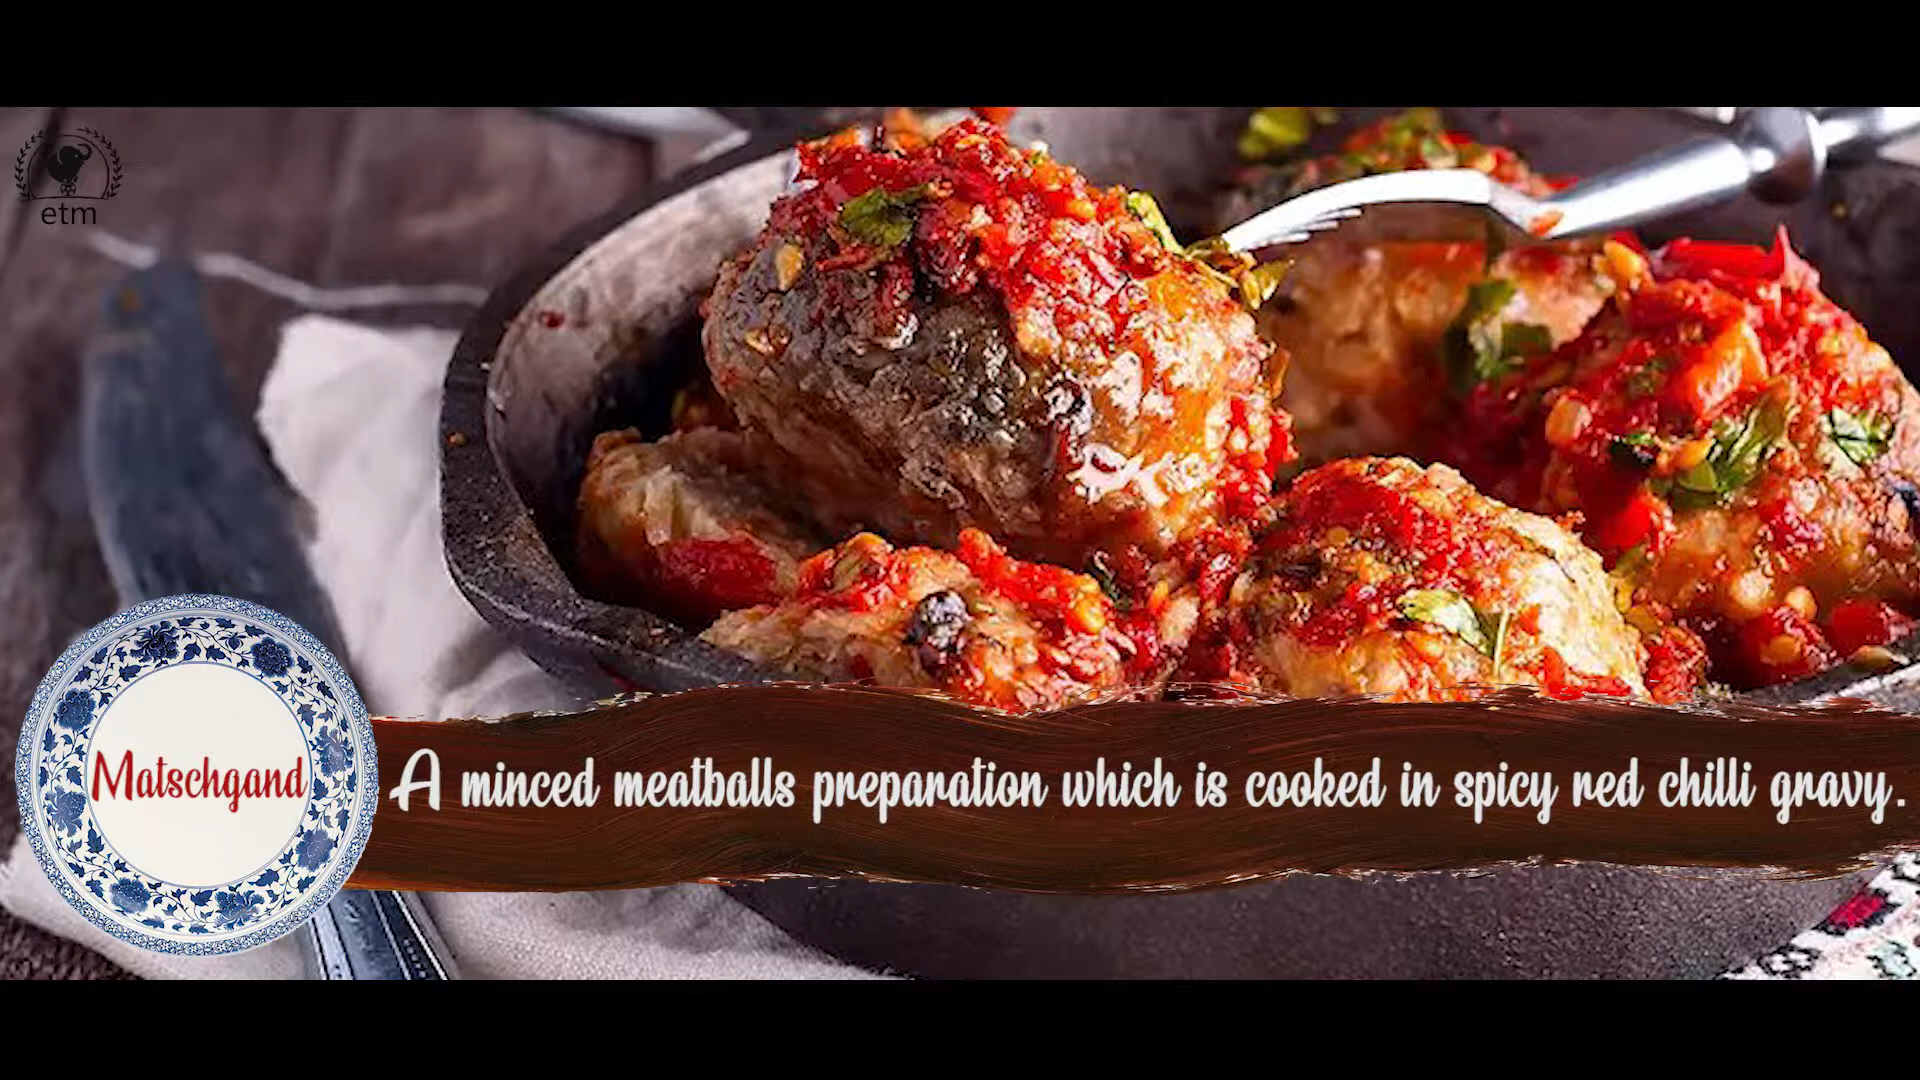 etm
Matschgand
A minced meatballs preparation which is cooked in spicy red chilli gravy.